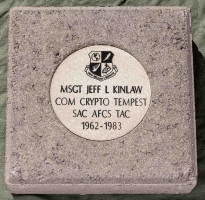 MSGT JEFF L KINLAW
COM CRYPTO TEMPEST
SAC AFCS TAC
1962-1983